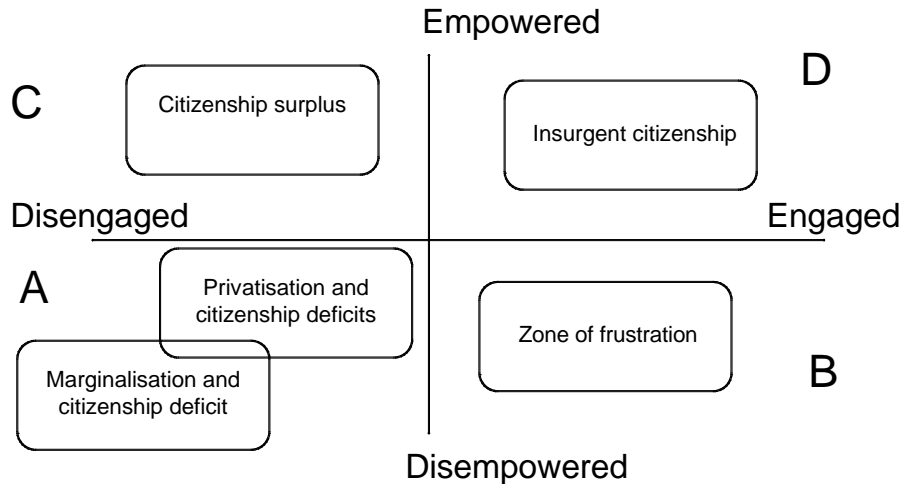 Empowered
C
D
Citizenship surplus
Insurgent citizenship
Disengaged
Engaged
A
Privatisation and
citizenship deficits
Zone of frustration
B
Marginalisation and
citizenship deficit
Disempowered